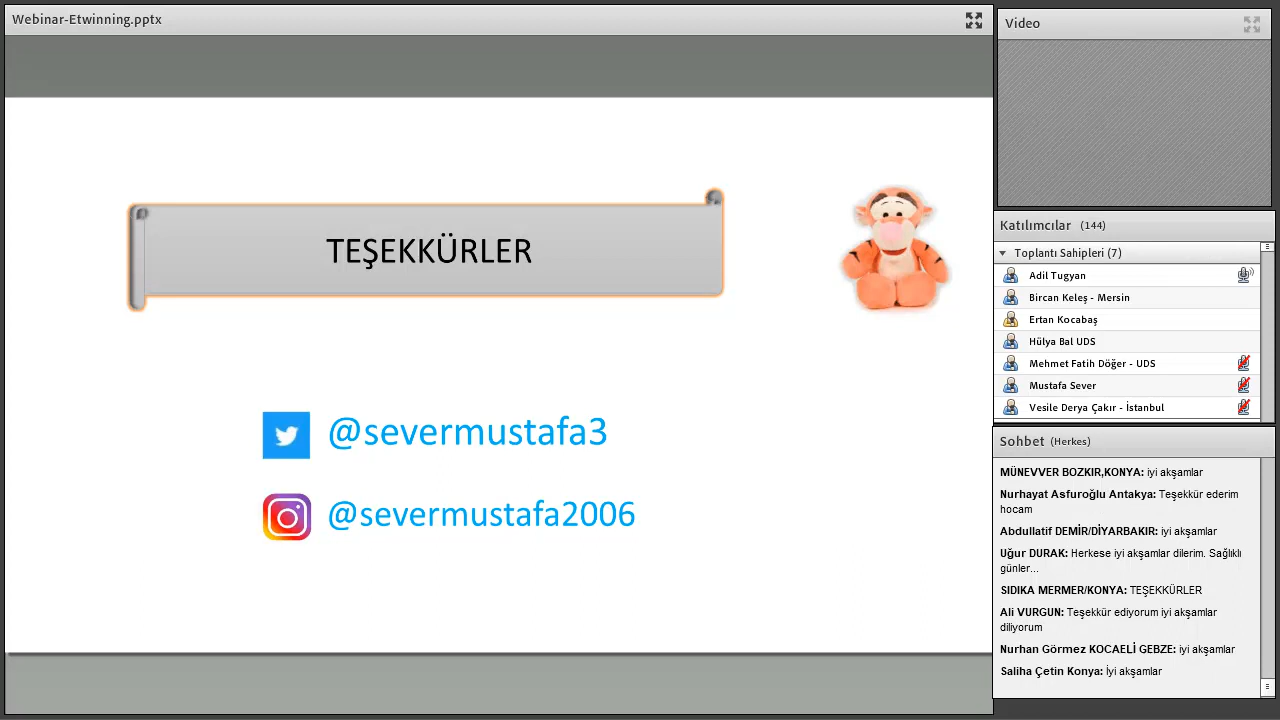 Webinar-Etwinning.pptx
TEŞEKKÜRLER
@severmustafa3
@severmustafa2006
Video
Katılımcılar (144)
Toplantı Sahipleri (7)
Adil Tugyan
Bircan Keleş - Mersin
Ertan Kocabaş
Hülya Bal UDS
Mehmet Fatih Döğer - UDS
Mustafa Sever
Vesile Derya Çakır - İstanbul
Sohbet (Herkes)
MÜNEVVER BOZKIR,KONYA: iyi akşamlar
Nurhayat Asfuroğlu Antakya: Teşekkür ederim
hocam
Abdullatif DEMİR/DİYARBAKIR: iyi akşamlar
Uğur DURAK: Herkese iyi akşamlar dilerim. Sağlıklı
günler...
SIDIKA MERMER/KONYA: TEŞEKKÜRLER
Ali VURGUN: Teşekkür ediyorum iyi akşamlar
diliyorum
Nurhan Görmez KOCAELİ GEBZE: iyi akşamlar
Saliha Çetin Konya: İyi akşamlar